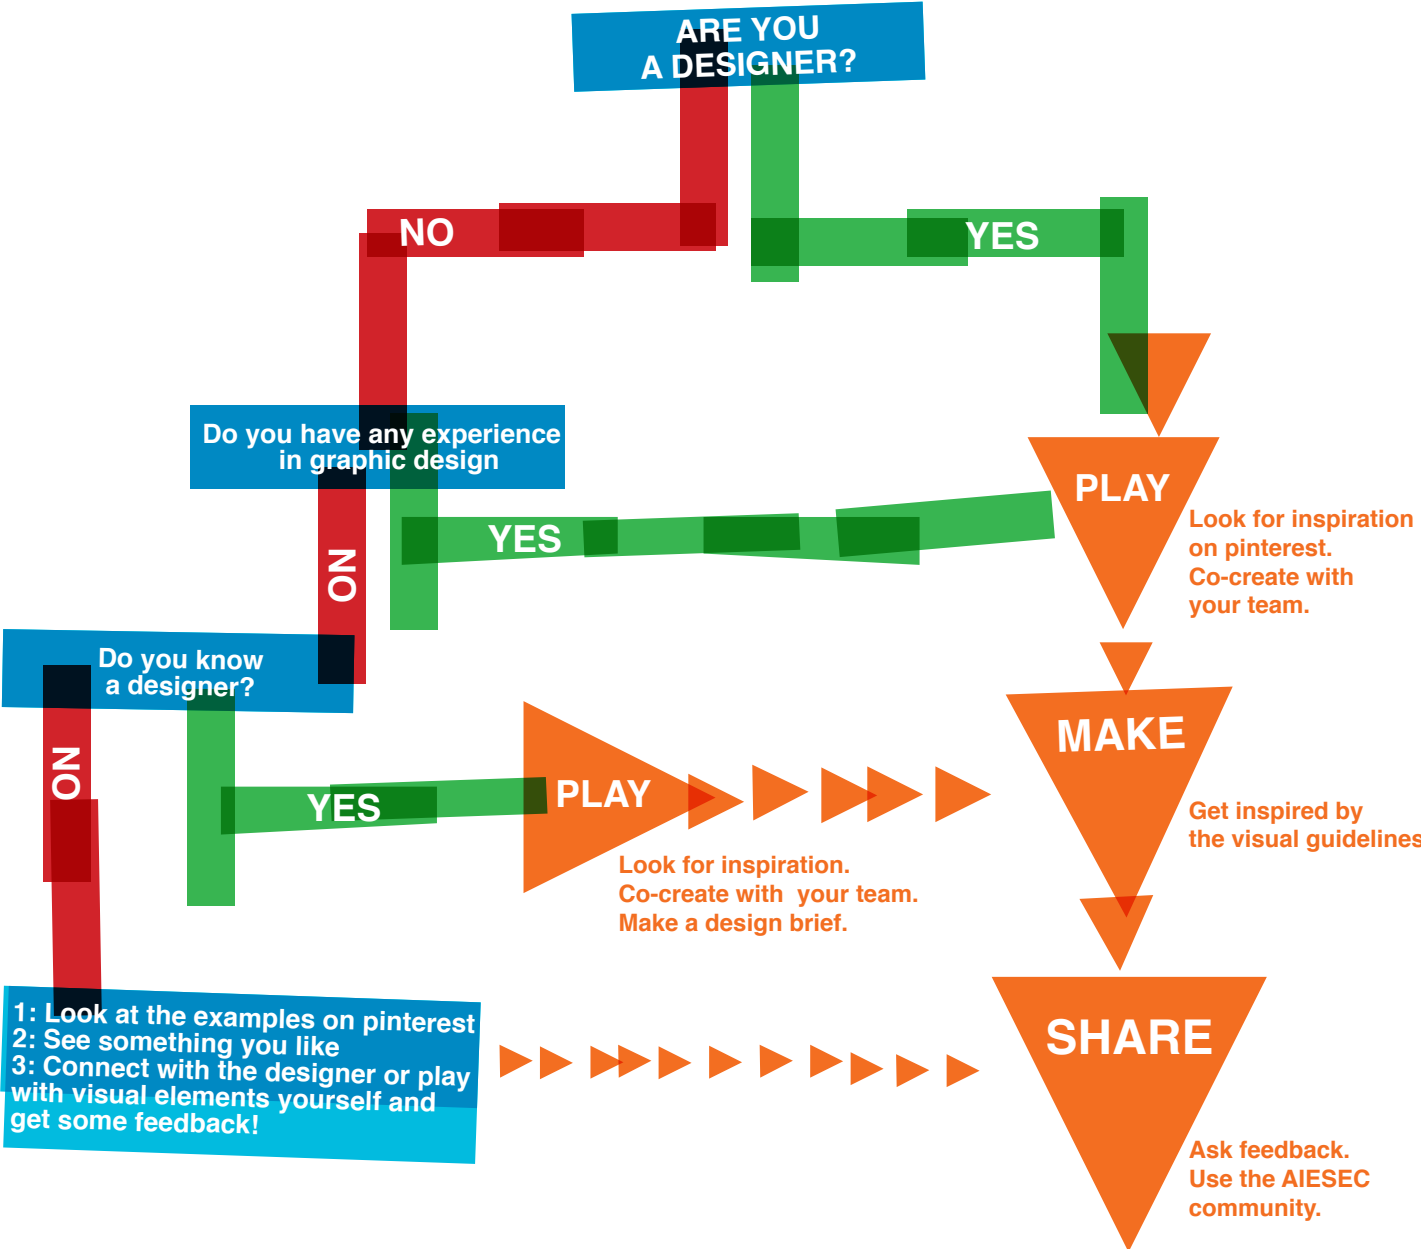 ARE YOU
A DESIGNER?
NO
YES
Do you have any experience
in graphic design
PLAY
Look for inspiration
on pinterest.
Co-create with
your team.
YES
NO
Do you know
a designer?
MAKE
NO
YES
PLAY
Get inspired by
the visual guidelines
Look for inspiration.
Co-create with your team.
Make a design brief.
1: Look at the examples on pinterest
2: See something you like
3: Connect with the designer or play
with visual elements yourself and
get some feedback!
SHARE
Ask feedback.
Use the AIESEC
community.